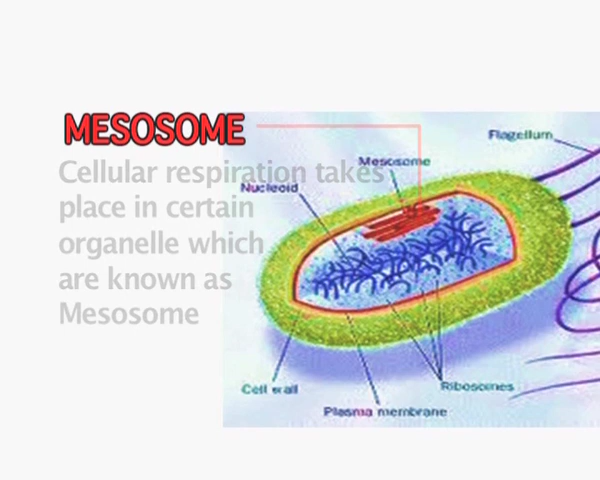 MESOSOME
Cellular respiration takes
place in certain
organelle which
are known as
Mesosome
Flagellum
Mesosome
Nucleoid
Cell wall
Ribosomes
Plasma membrane